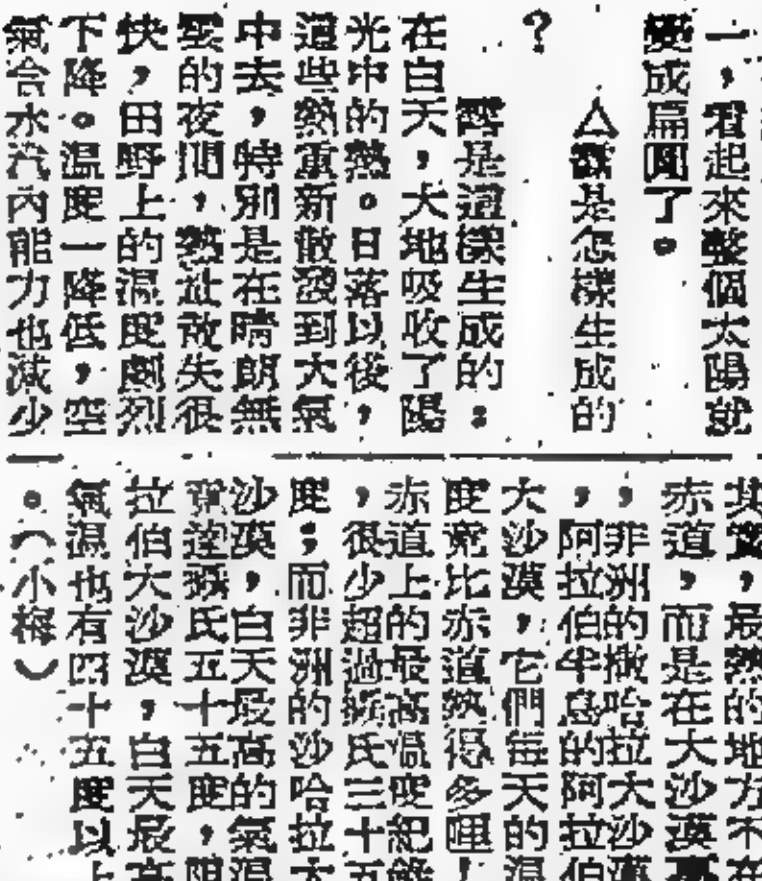 一，看起來整個太陽就
變成扁圓了。
△露是怎樣生成的
？
露是這樣生成的：
在白天，大地吸收了陽
光中的熱。日落以後，
這些熱重新散發到大氣
中去，特別是在晴朗無
雲的夜間，熱就散失很
快，田野上的溫度劇烈
下降。溫度一降低，空
氣含水汽內能力也減少
其實，最熱的地方不在
赤道，而是在大沙漠
，非洲的撒哈拉大沙漠
，阿拉伯半島的阿拉伯
大沙漠，它們每天的溫
度竟比赤道熱得多哩！
赤道上的最高溫度紀錄
，很少超過攝氏三十五
度；而非洲的沙哈拉大
沙漠，白天最高的氣溫
竟達攝氏五十五度，阿
拉伯大沙漠，白天最高
氣溫也有四十五度以上
。（小梅）